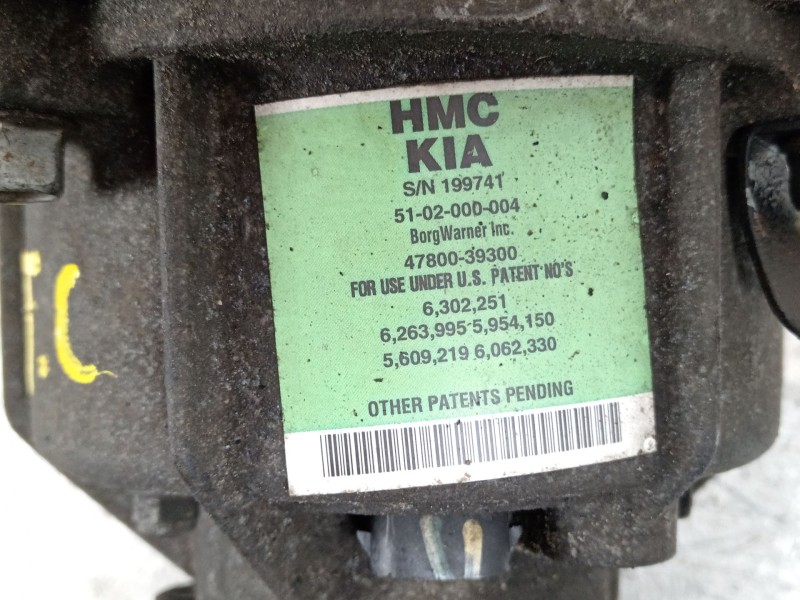 HMC
KIA
S/N 199741
51-02-000-004
BorgWarner Inc.
47800-39300
FOR USE UNDER U.S. PATENT NO'S
6,302,251
6,263,995 5,954,150
5,609,219 6,062,330
OTHER PATENTS PENDING
T.C